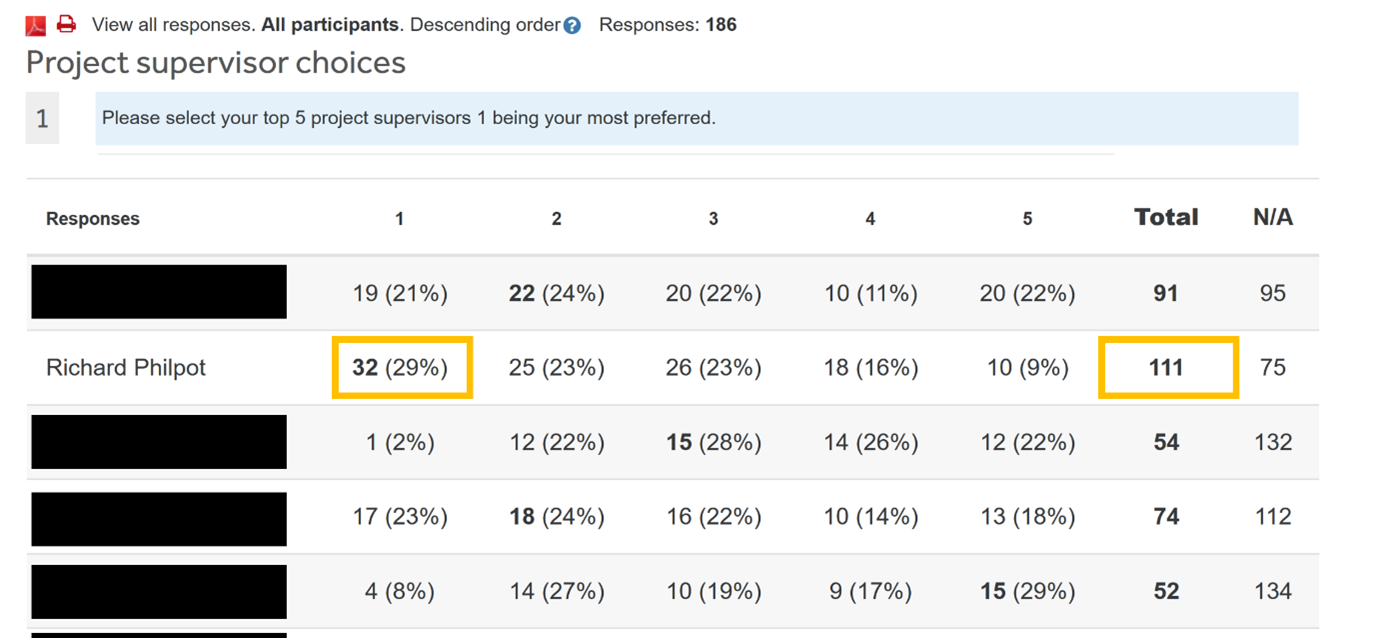 View all responses. All participants. Descending order ? Responses: 186
Project supervisor choices
1 Please select your top 5 project supervisors 1 being your most preferred.
Responses 1 2 3 4 5 Total N/A
19 (21%) 22 (24%) 20 (22%) 10 (11%) 20 (22%) 91 95
Richard Philpot 32 (29%) 25 (23%) 26 (23%) 18 (16%) 10 (9%) 111 75
1 (2%) 12 (22%) 15 (28%) 14 (26%) 12 (22%) 54 132
17 (23%) 18 (24%) 16 (22%) 10 (14%) 13 (18%) 74 112
4 (8%) 14 (27%) 10 (19%) 9 (17%) 15 (29%) 52 134